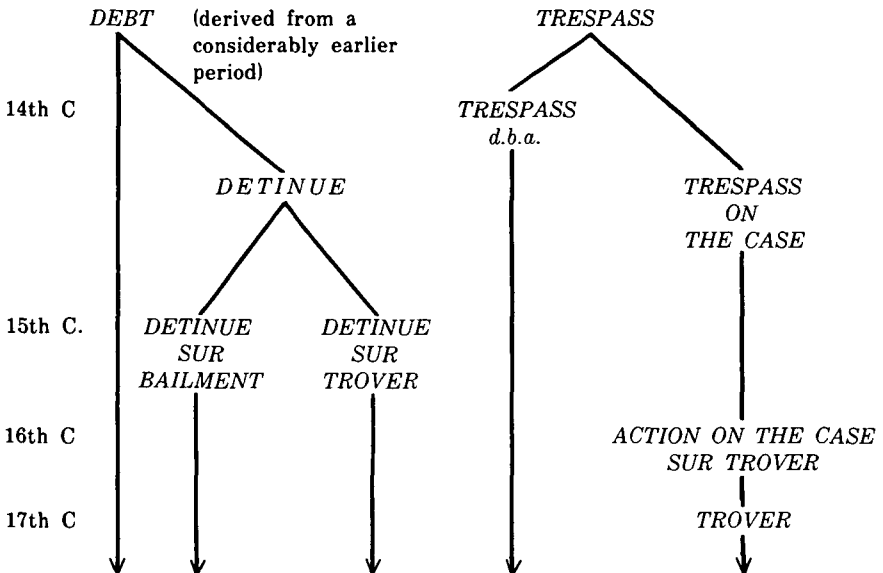 DEBT
(derived from a
considerably earlier
period)
TRESPASS
14th C
TRESPASS
d.b.a.
DETINUE
TRESPASS
ON
THE CASE
15th C.
DETINUE
SUR
BAILMENT
DETINUE
SUR
TROVER
16th C
ACTION ON THE CASE
SUR TROVER
17th C
TROVER